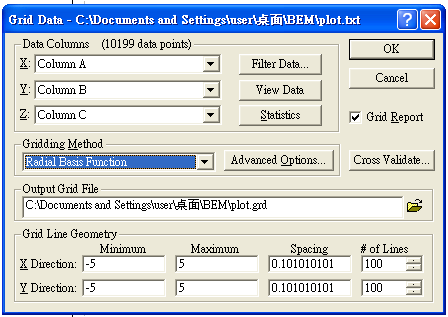 Grid Data - C:\Documents and Settings\user\桌面\BEM\plot.txt
Data Columns (10199 data points)
X: Column A
Filter Data...
OK
Y: Column B
View Data
Cancel
Z: Column C
Statistics
Grid Report
Gridding Method
Radial Basis Function
Advanced Options...
Cross Validate...
Output Grid File
C:\Documents and Settings\user\桌面\BEM\plot.grd
Grid Line Geometry
Minimum Maximum Spacing # of Lines
X Direction: -5 5 0.101010101 100
Y Direction: -5 5 0.101010101 100